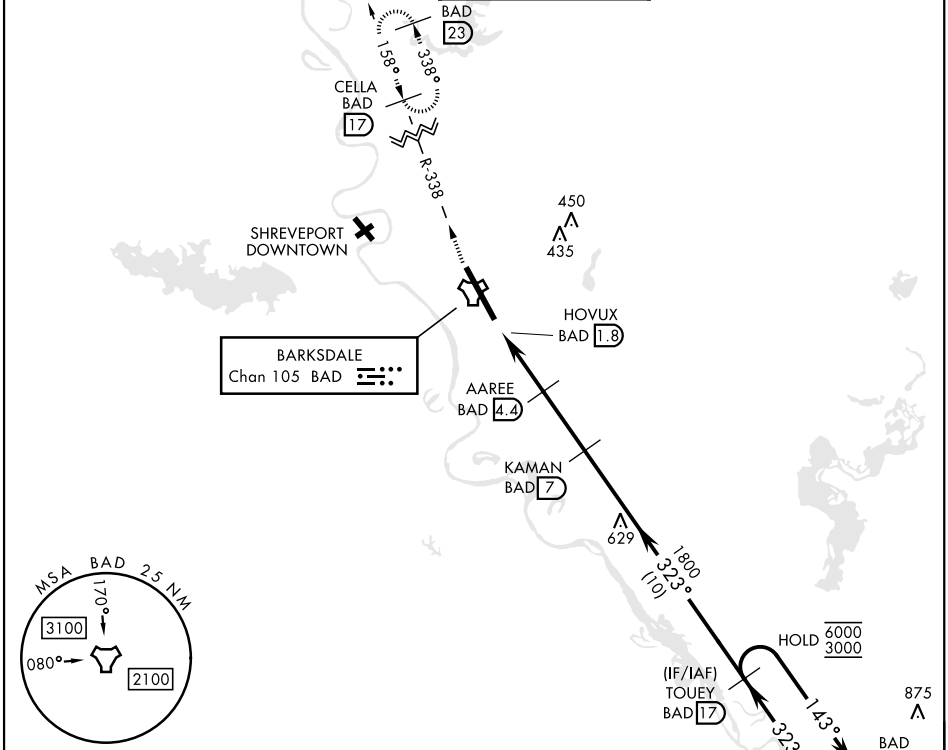 BAD
23
158°
338°
CELLA
BAD
17
R-338
450
435
SHREVEPORT
DOWNTOWN
HOVUX
BAD 1.8
BARKSDALE
Chan 105 BAD
AAREE
BAD 4.4
KAMAN
BAD 7
629
1800
323°
(10)
MSA BAD 25 NM
170°
3100
080°
2100
HOLD 6000
3000
(IF/IAF)
TOUEY
BAD 17
143°
875
323
BAD